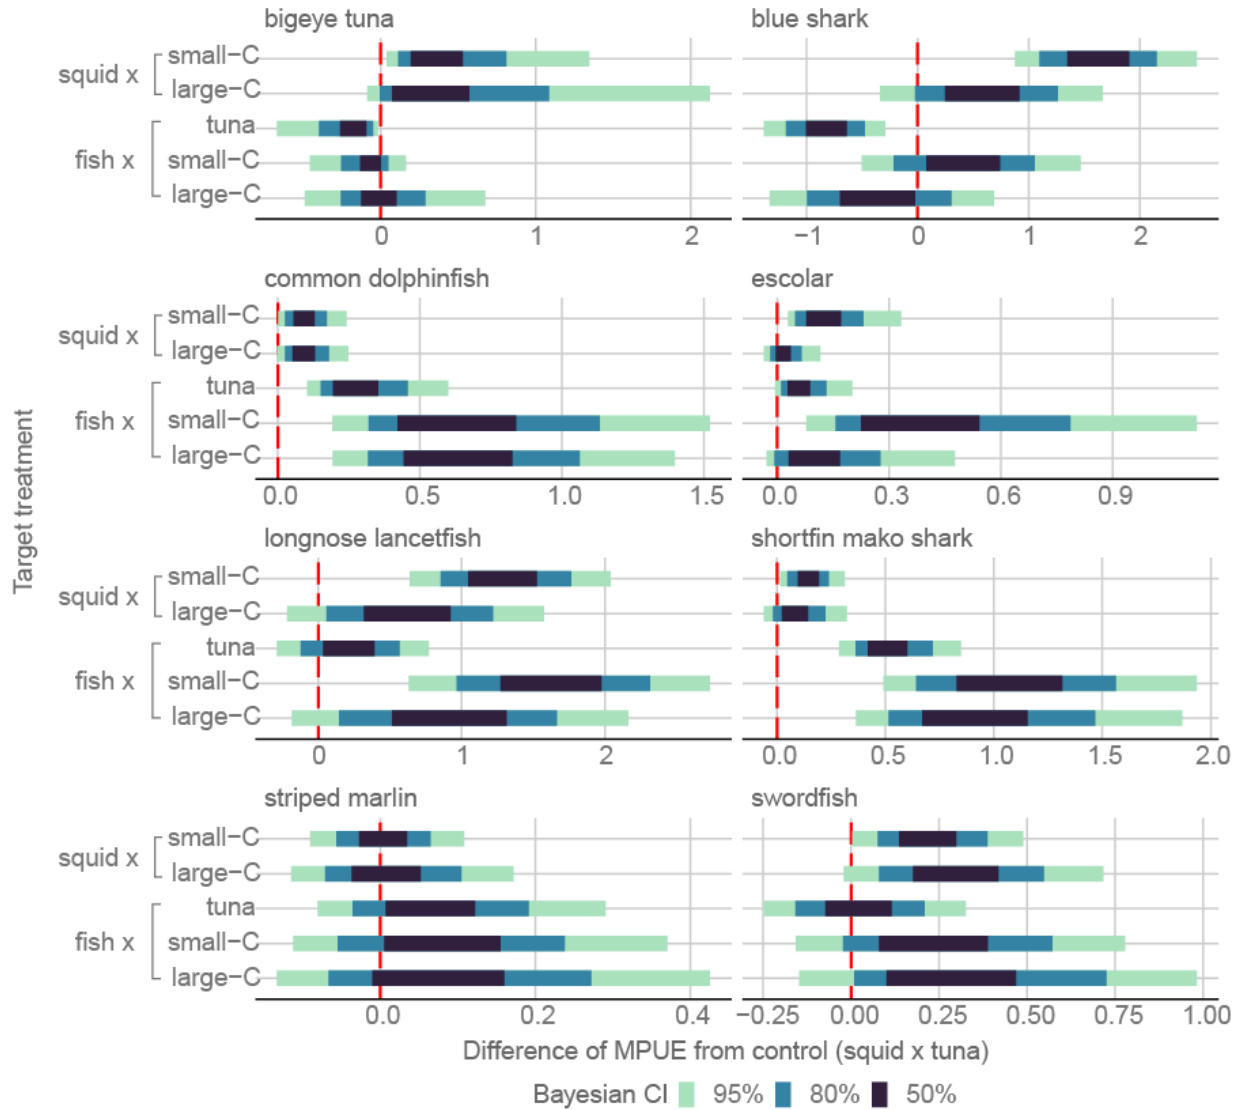 bigeye tuna
blue shark
squid x
small−C
large−C
fish x
tuna
small−C
large−C
0 1 2
−1 0 1 2
common dolphinfish
escolar
squid x
small−C
large−C
fish x
tuna
small−C
large−C
0.0 0.5 1.0 1.5
0.0 0.3 0.6 0.9
Target treatment
longnose lancetfish
shortfin mako shark
squid x
small−C
large−C
fish x
tuna
small−C
large−C
0 1 2
0.0 0.5 1.0 1.5 2.0
striped marlin
swordfish
squid x
small−C
large−C
fish x
tuna
small−C
large−C
0.0 0.2 0.4
−0.25 0.00 0.25 0.50 0.75 1.00
Difference of MPUE from control (squid x tuna)
Bayesian CI 95% 80% 50%